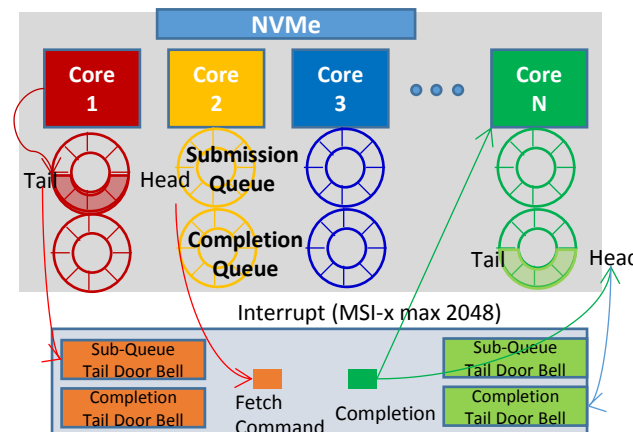 NVMe
Core
1
Core
2
Core
3
Core
N
Tail
Head
Submission
Queue
Completion
Queue
Tail
Head
Interrupt (MSI-x max 2048)
Sub-Queue
Tail Door Bell
Completion
Tail Door Bell
Fetch
Command
Completion
Sub-Queue
Tail Door Bell
Completion
Tail Door Bell